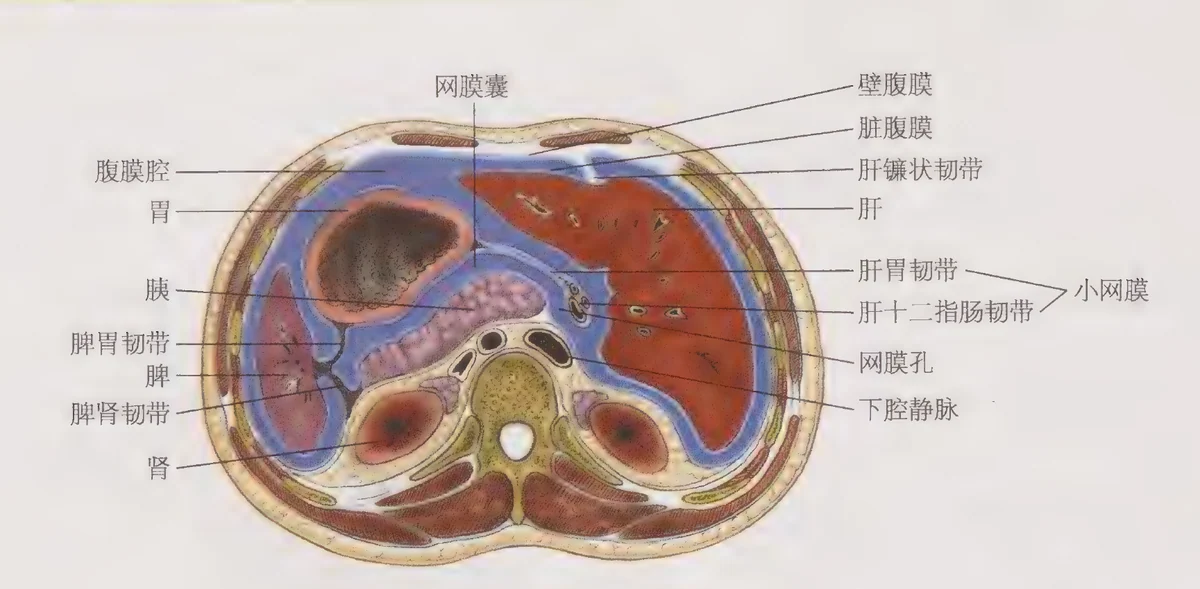 网膜囊
腹膜腔
胃
胰
脾胃韧带
脾
脾肾韧带
肾
壁腹膜
脏腹膜
肝镰状韧带
肝
肝胃韧带
肝十二指肠韧带
小网膜
网膜孔
下腔静脉